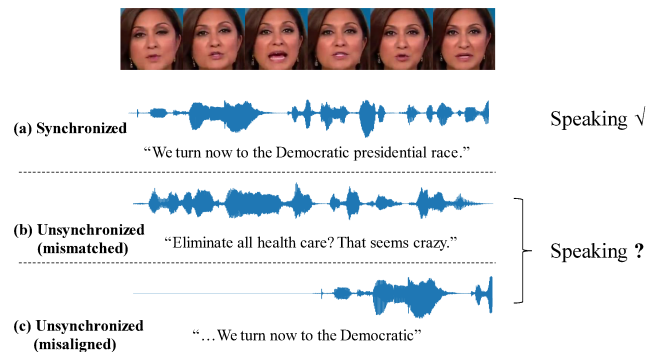 (a) Synchronized
Speaking √
“We turn now to the Democratic presidential race.”
(b) Unsynchronized
(mismatched)
“Eliminate all health care? That seems crazy.”
Speaking ?
(c) Unsynchronized
(misaligned)
“…We turn now to the Democratic”